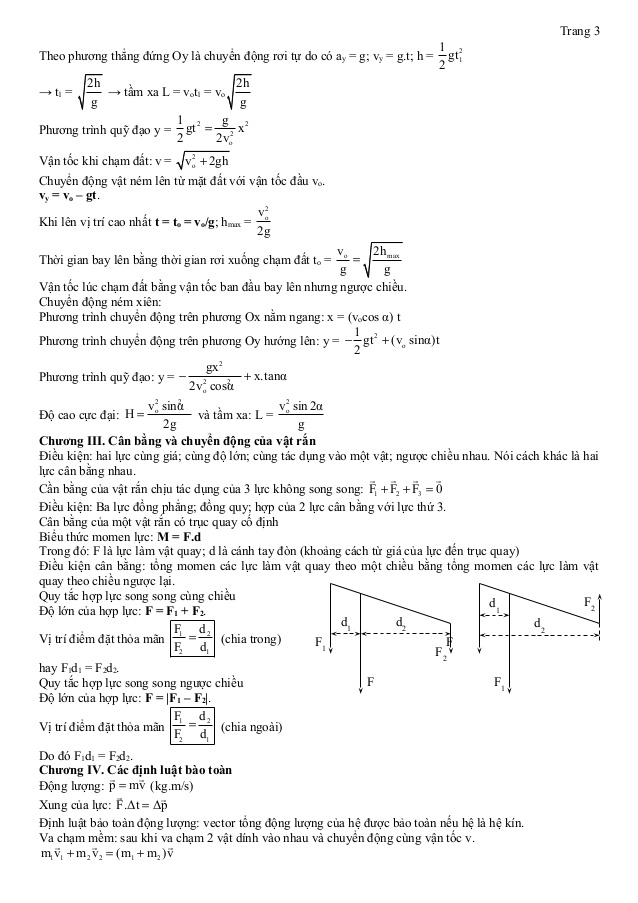 Trang 3
Theo phương thẳng đứng Oy là chuyển động rơi tự do có a_y = g; v_y = g.t; h = \frac{1}{2}gt_1^2
→ t_1 = \sqrt{\frac{2h}{g}} → tầm xa L = v_ot_1 = v_o\sqrt{\frac{2h}{g}}
Phương trình quỹ đạo y = \frac{1}{2}gt^2 = \frac{g}{2v_o^2}x^2
Vận tốc khi chạm đất: v = \sqrt{v_o^2 + 2gh}
Chuyển động vật ném lên từ mặt đất với vận tốc đầu v_o.
v_y = v_o – gt.
Khi lên vị trí cao nhất t = t_o = v_o/g; h_max = \frac{v_o^2}{2g}
Thời gian bay lên bằng thời gian rơi xuống chạm đất t_o = \frac{v_o}{g} = \sqrt{\frac{2h_{max}}{g}}
Vận tốc lúc chạm đất bằng vận tốc ban đầu bay lên nhưng ngược chiều.
Chuyển động ném xiên:
Phương trình chuyển động trên phương Ox nằm ngang: x = (v_ocos α) t
Phương trình chuyển động trên phương Oy hướng lên: y = −\frac{1}{2}gt^2 + (v_o sinα)t
Phương trình quỹ đạo: y = −\frac{gx^2}{2v_o^2 cos^2α} + x.tanα
Độ cao cực đại: H = \frac{v_o^2 sin^2α}{2g} và tầm xa: L = \frac{v_o^2 sin 2α}{g}
Chương III. Cân bằng và chuyển động của vật rắn
Điều kiện: hai lực cùng giá; cùng độ lớn; cùng tác dụng vào một vật; ngược chiều nhau. Nói cách khác là hai
lực cân bằng nhau.
Cần bằng của vật rắn chịu tác dụng của 3 lực không song song: \vec{F}_1 + \vec{F}_2 + \vec{F}_3 = \vec{0}
Điều kiện: Ba lực đồng phẳng; đồng quy; hợp của 2 lực cân bằng với lực thứ 3.
Cân bằng của một vật rắn có trục quay cố định
Biểu thức momen lực: M = F.d
Trong đó: F là lực làm vật quay; d là cánh tay đòn (khoảng cách từ giá của lực đến trục quay)
Điều kiện cân bằng: tổng momen các lực làm vật quay theo một chiều bằng tổng momen các lực làm vật
quay theo chiều ngược lại.
Quy tắc hợp lực song song cùng chiều
Độ lớn của hợp lực: F = F_1 + F_2.
Vị trí điểm đặt thỏa mãn \frac{F_1}{F_2} = \frac{d_2}{d_1} (chia trong)
hay F_1d_1 = F_2d_2.
Quy tắc hợp lực song song ngược chiều
Độ lớn của hợp lực: F = |F_1 – F_2|.
Vị trí điểm đặt thỏa mãn \frac{F_1}{F_2} = \frac{d_2}{d_1} (chia ngoài)
Do đó F_1d_1 = F_2d_2.
d_1 d_2
F_1 F
F_2
F
d_1 F_2
d_2
F_1
Chương IV. Các định luật bảo toàn
Động lượng: \vec{p} = m\vec{v} (kg.m/s)
Xung của lực: \vec{F}.Δt = Δ\vec{p}
Định luật bảo toàn động lượng: vector tổng động lượng của hệ được bảo toàn nếu hệ là hệ kín.
Va chạm mềm: sau khi va chạm 2 vật dính vào nhau và chuyển động cùng vận tốc v.
m_1\vec{v}_1 + m_2\vec{v}_2 = (m_1 + m_2)\vec{v}